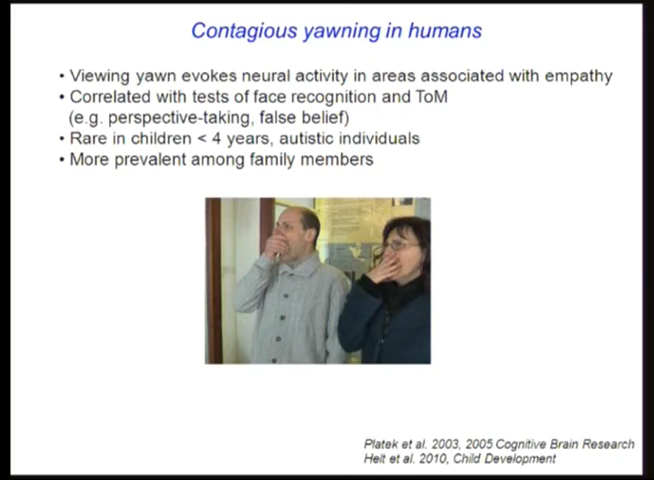 Contagious yawning in humans
• Viewing yawn evokes neural activity in areas associated with empathy
• Correlated with tests of face recognition and ToM
(e.g. perspective-taking, false belief)
• Rare in children < 4 years, autistic individuals
• More prevalent among family members
Platek et al. 2003, 2005 Cognitive Brain Research
Helt et al. 2010, Child Development